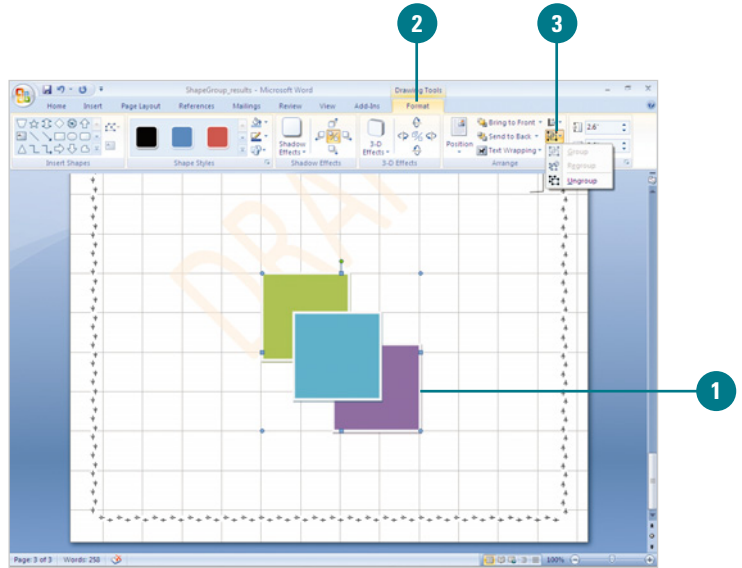 2 3
ShapeGroup_results - Microsoft Word Drawing Tools
Home Insert Page Layout References Mailings Review View Add-Ins Format
Shadow Effects 3-D Effects Position Bring to Front 2.6"
Send to Back
Text Wrapping
Insert Shapes Shape Styles Shadow Effects 3-D Effects Arrange
Group
Regroup
Ungroup
DRAF
1
Page: 3 of 3 Words: 258 100%